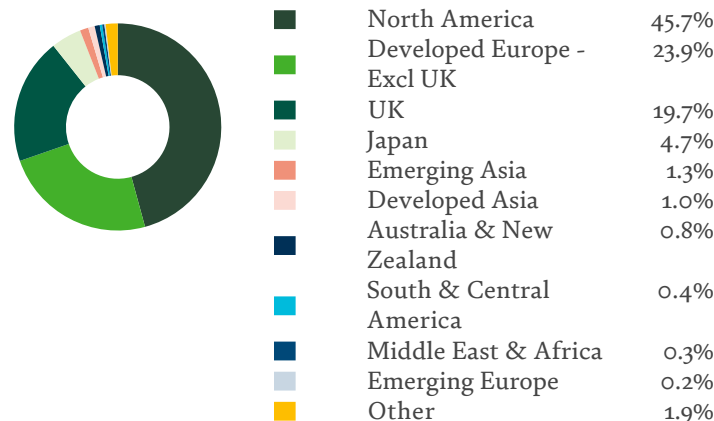 North America 45.7%
Developed Europe - 23.9%
Excl UK
UK 19.7%
Japan 4.7%
Emerging Asia 1.3%
Developed Asia 1.0%
Australia & New 0.8%
Zealand
South & Central 0.4%
America
Middle East & Africa 0.3%
Emerging Europe 0.2%
Other 1.9%